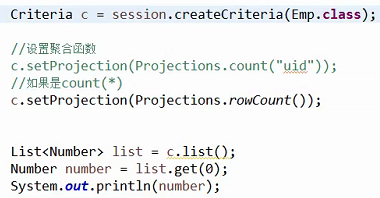 Criteria c = session.createCriteria(Emp.class);
//设置聚合函数
c.setProjection(Projections.count("uid"));
//如果是count(*)
c.setProjection(Projections.rowCount());
List<Number> list = c.list();
Number number = list.get(0);
System.out.println(number);